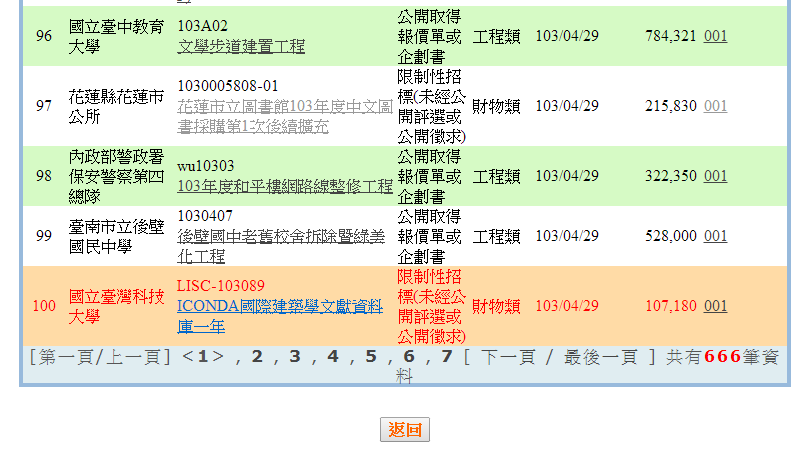 96 國立臺中教育大學 103A02 文學步道建置工程 公開取得報價單或企劃書 工程類 103/04/29 784,321 001
97 花蓮縣花蓮市公所 1030005808-01 花蓮市立圖書館103年度中文圖書採購第1次後續擴充 限制性招標(未經公開評選或公開徵求) 財物類 103/04/29 215,830 001
98 內政部警政署保安警察第四總隊 wu10303 103年度和平樓網路線整修工程 公開取得報價單或企劃書 工程類 103/04/29 322,350 001
99 臺南市立後壁國民中學 1030407 後壁國中老舊校舍拆除暨綠美化工程 公開取得報價單或企劃書 工程類 103/04/29 528,000 001
100 國立臺灣科技大學 LISC-103089 ICONDA國際建築學文獻資料庫一年 限制性招標(未經公開評選或公開徵求) 財物類 103/04/29 107,180 001
[第一頁/上一頁] <1> , 2 , 3 , 4 , 5 , 6 , 7 [ 下一頁 / 最後一頁 ] 共有666筆資料
返回